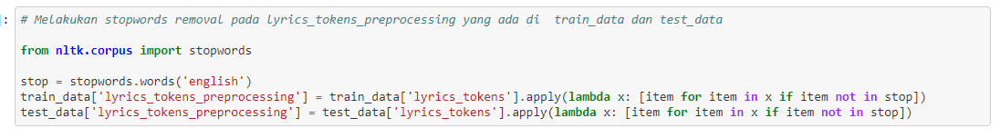 ]: # Melakukan stopwords removal pada lyrics_tokens_preprocessing yang ada di  train_data dan test_data
from nltk.corpus import stopwords
stop = stopwords.words('english')
train_data['lyrics_tokens_preprocessing'] = train_data['lyrics_tokens'].apply(lambda x: [item for item in x if item not in stop])
test_data['lyrics_tokens_preprocessing'] = test_data['lyrics_tokens'].apply(lambda x: [item for item in x if item not in stop])